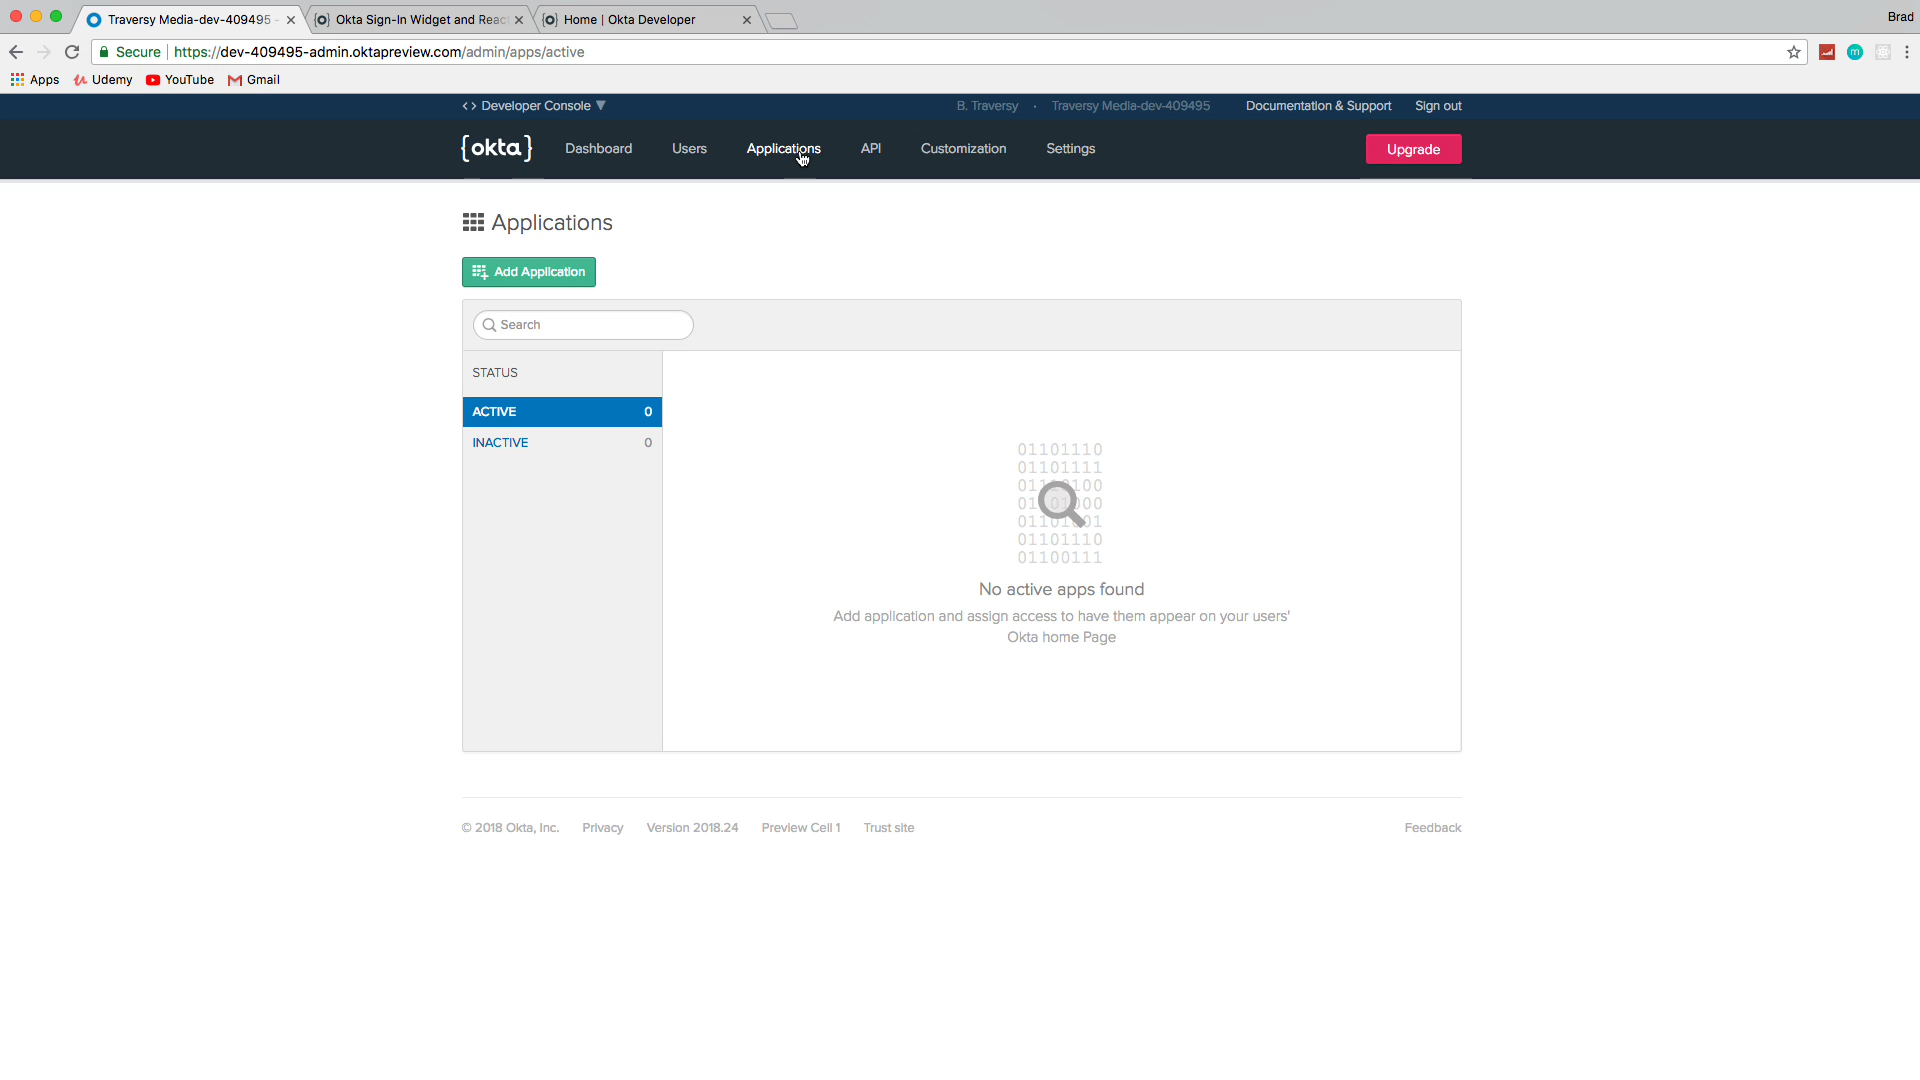 Traversy Media-dev-409495 -
Okta Sign-In Widget and Reac
Home | Okta Developer
Brad
Secure
https://dev-409495-admin.oktapreview.com/admin/apps/active
Apps
Udemy
YouTube
Gmail
<> Developer Console ▼
B. Traversy · Traversy Media-dev-409495
Documentation & Support
Sign out
{okta}
Dashboard
Users
Applications
API
Customization
Settings
Upgrade
Applications
Add Application
Search
STATUS
ACTIVE 0
INACTIVE 0
01101110
01101111
01101110
01100111
No active apps found
Add application and assign access to have them appear on your users'
Okta home Page
© 2018 Okta, Inc.
Privacy
Version 2018.24
Preview Cell 1
Trust site
Feedback